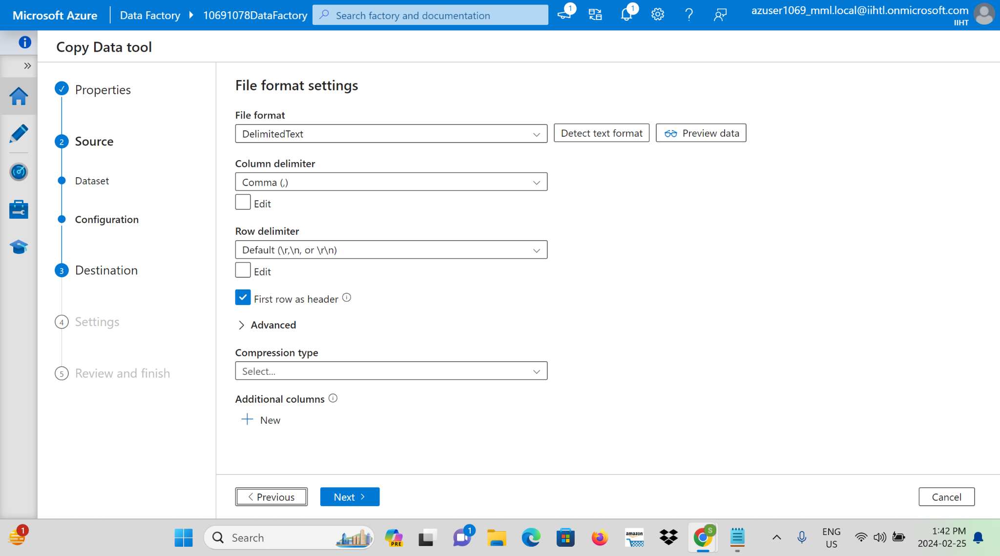 Microsoft Azure
Data Factory
10691078DataFactory
Search factory and documentation
1
1
azuser1069_mml.local@iihtl.onmicrosoft.com
IIHT
Copy Data tool
Properties
2 Source
Dataset
Configuration
3 Destination
4 Settings
5 Review and finish
File format settings
File format
DelimitedText
Detect text format
Preview data
Column delimiter
Comma (,)
Edit
Row delimiter
Default (\r,\n, or \r\n)
Edit
First row as header
Advanced
Compression type
Select...
Additional columns
New
Previous
Next
Cancel
1
Search
PRE
1
amazon
S
ENG
US
1:42 PM
2024-02-25